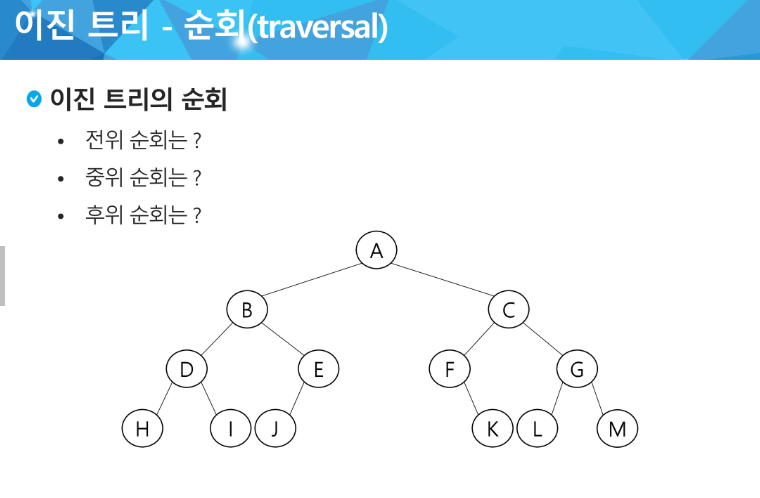 이진 트리 - 순회(traversal)
이진 트리의 순회
• 전위 순회는 ?
• 중위 순회는 ?
• 후위 순회는 ?
A
B C
D E F G
H I J K L M